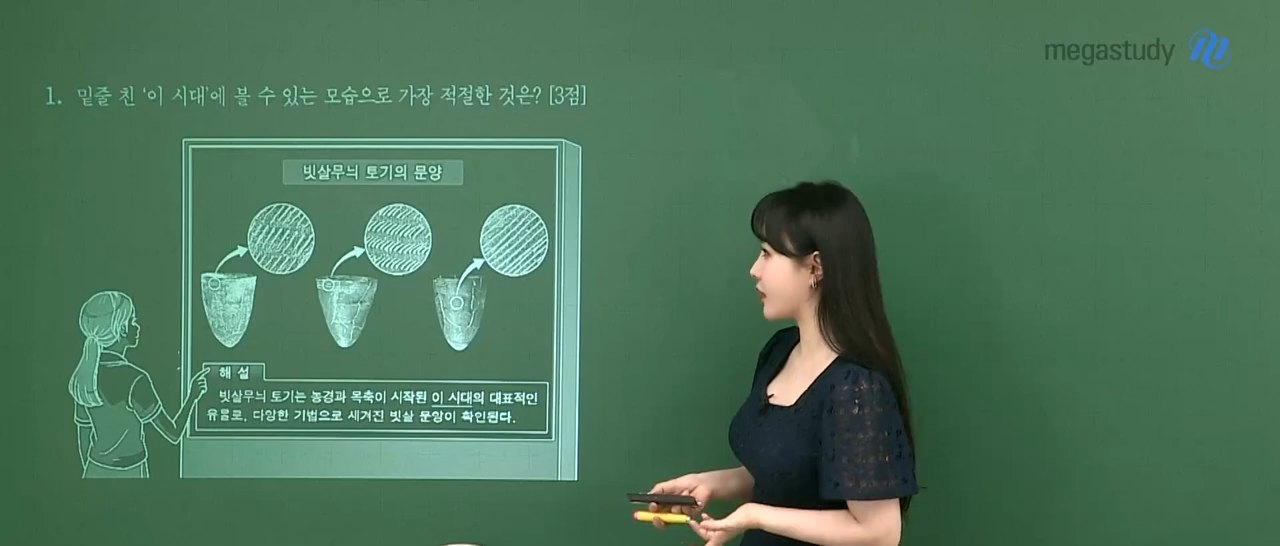 megastudy
1. 밑줄 친 '이 시대'에 볼 수 있는 모습으로 가장 적절한 것은? [3점]
빗살무늬 토기의 문양
해 설
빗살무늬 토기는 농경과 목축이 시작된 이 시대의 대표적인
유물로, 다양한 기법으로 새겨진 빗살 문양이 확인된다.